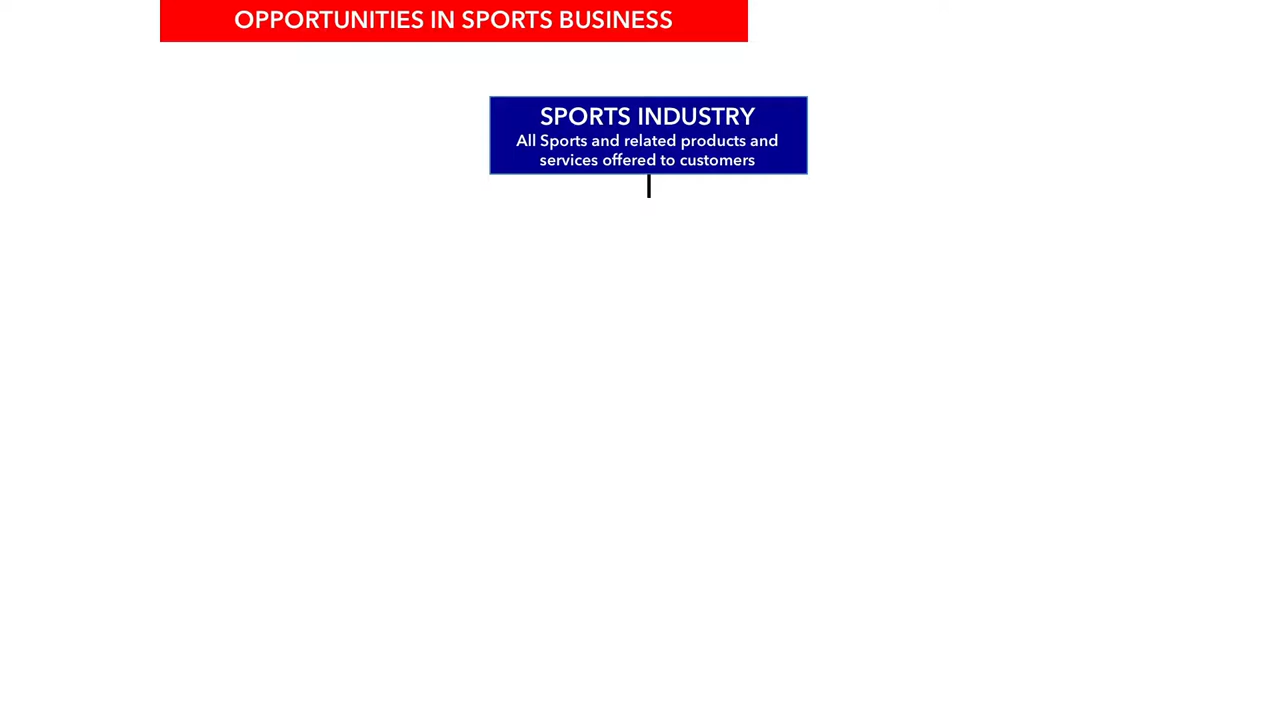 OPPORTUNITIES IN SPORTS BUSINESS
SPORTS INDUSTRY
All Sports and related products and
services offered to customers